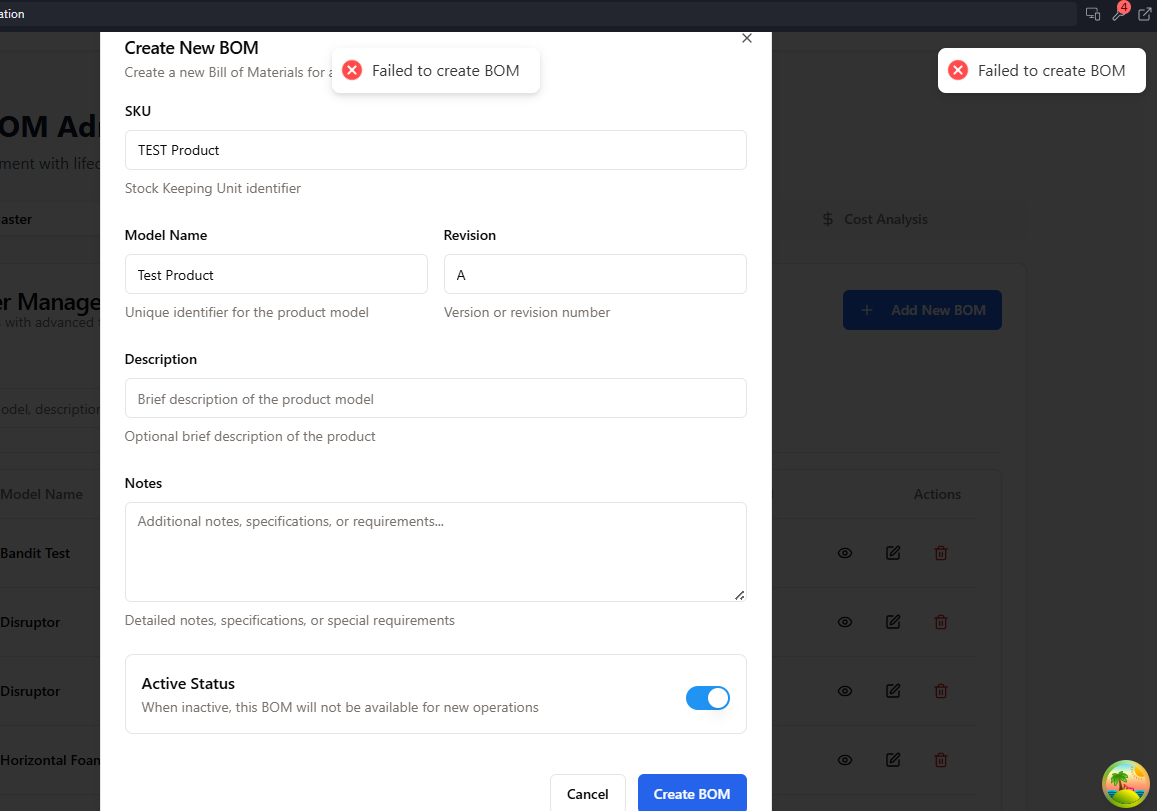 ation
4
Create New BOM
Create a new Bill of Materials for a
Failed to create BOM
Failed to create BOM
SKU
OM Ad
TEST Product
ment with lifec
Stock Keeping Unit identifier
aster
Cost Analysis
Model Name
Revision
Test Product
A
er Manage
with advanced
Add New BOM
Unique identifier for the product model
Version or revision number
Description
Brief description of the product model
odel, description
Optional brief description of the product
Notes
Model Name
Actions
Additional notes, specifications, or requirements...
Bandit Test
Detailed notes, specifications, or special requirements
Disruptor
Active Status
When inactive, this BOM will not be available for new operations
Disruptor
Horizontal Foam
Cancel
Create BOM